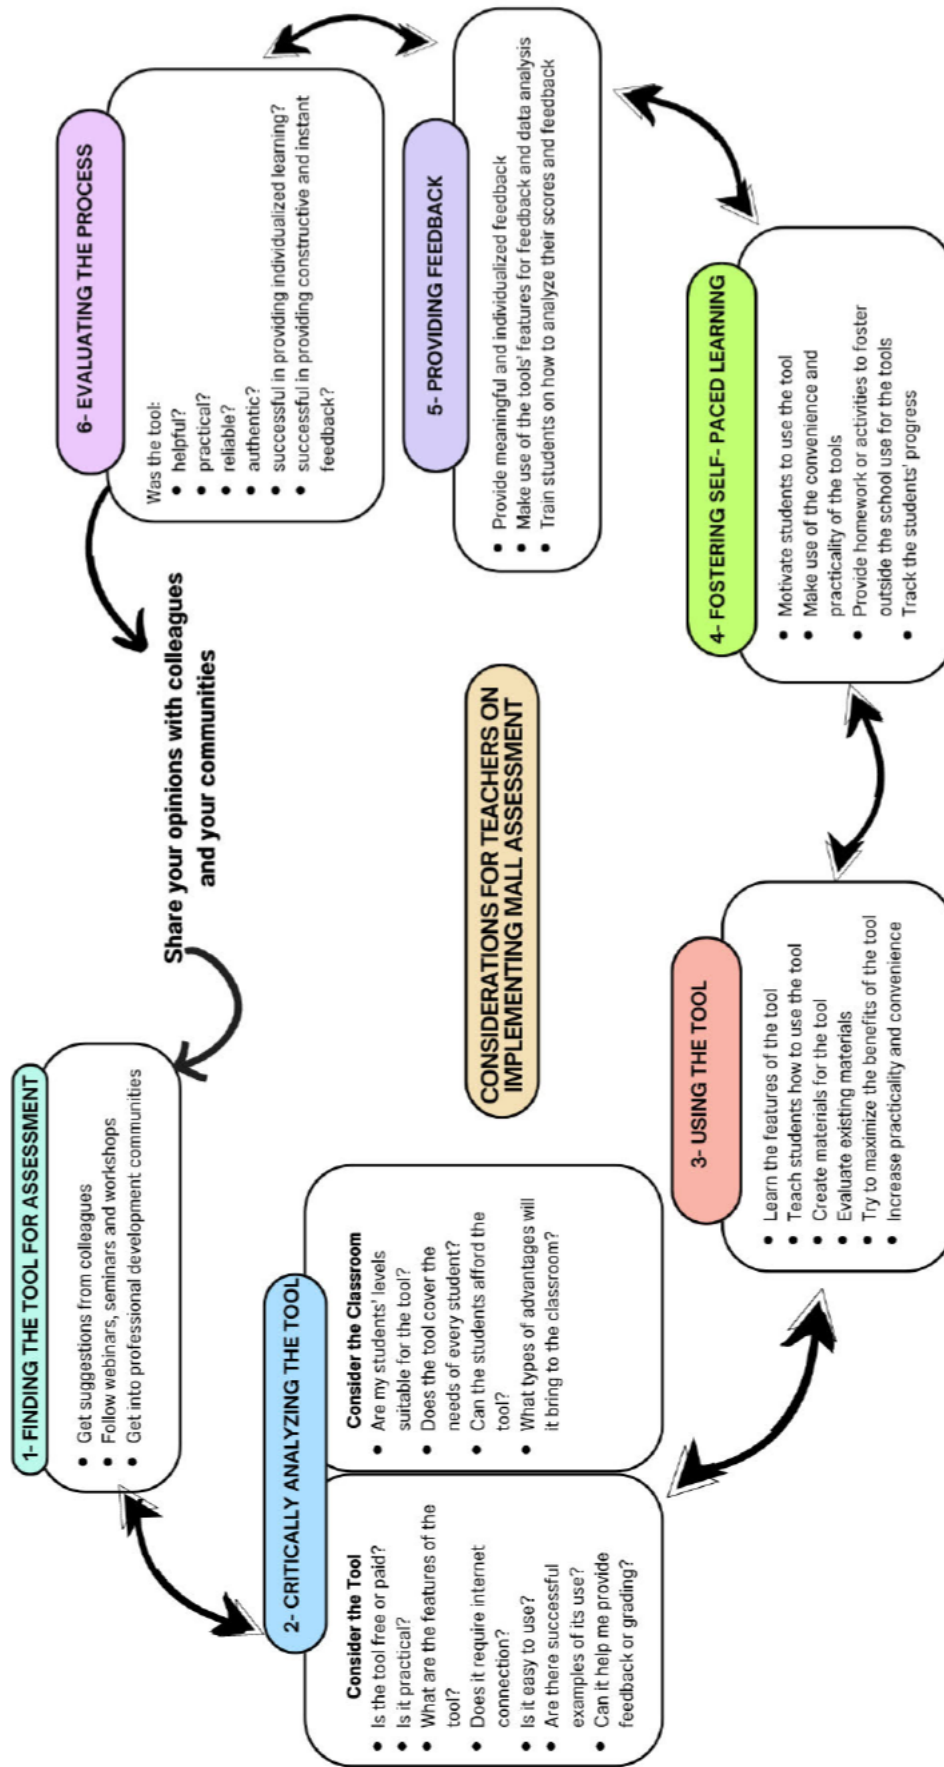 1- FINDING THE TOOL FOR ASSESSMENT
● Get suggestions from colleagues
● Follow webinars, seminars and workshops
● Get into professional development communities
2- CRITICALLY ANALYZING THE TOOL
Consider the Tool
● Is the tool free or paid?
● Is it practical?
● What are the features of the
tool?
● Does it require internet
connection?
● Is it easy to use?
● Are there successful
examples of its use?
● Can it help me provide
feedback or grading?
Consider the Classroom
● Are my students' levels
suitable for the tool?
● Does the tool cover the
needs of every student?
● Can the students afford the
tool?
● What types of advantages will
it bring to the classroom?
3- USING THE TOOL
● Learn the features of the tool
● Teach students how to use the tool
● Create materials for the tool
● Evaluate existing materials
● Try to maximize the benefits of the tool
● Increase practicality and convenience
4- FOSTERING SELF- PACED LEARNING
● Motivate students to use the tool
● Make use of the convenience and
practicality of the tools
● Provide homework or activities to foster
outside the school use for the tools
● Track the students' progress
5- PROVIDING FEEDBACK
● Provide meaningful and individualized feedback
● Make use of the tools' features for feedback and data analysis
● Train students on how to analyze their scores and feedback
6- EVALUATING THE PROCESS
Was the tool:
● helpful?
● practical?
● reliable?
● authentic?
● successful in providing individualized learning?
● successful in providing constructive and instant
feedback?
Share your opinions with colleagues
and your communities
CONSIDERATIONS FOR TEACHERS ON
IMPLEMENTING MALL ASSESSMENT